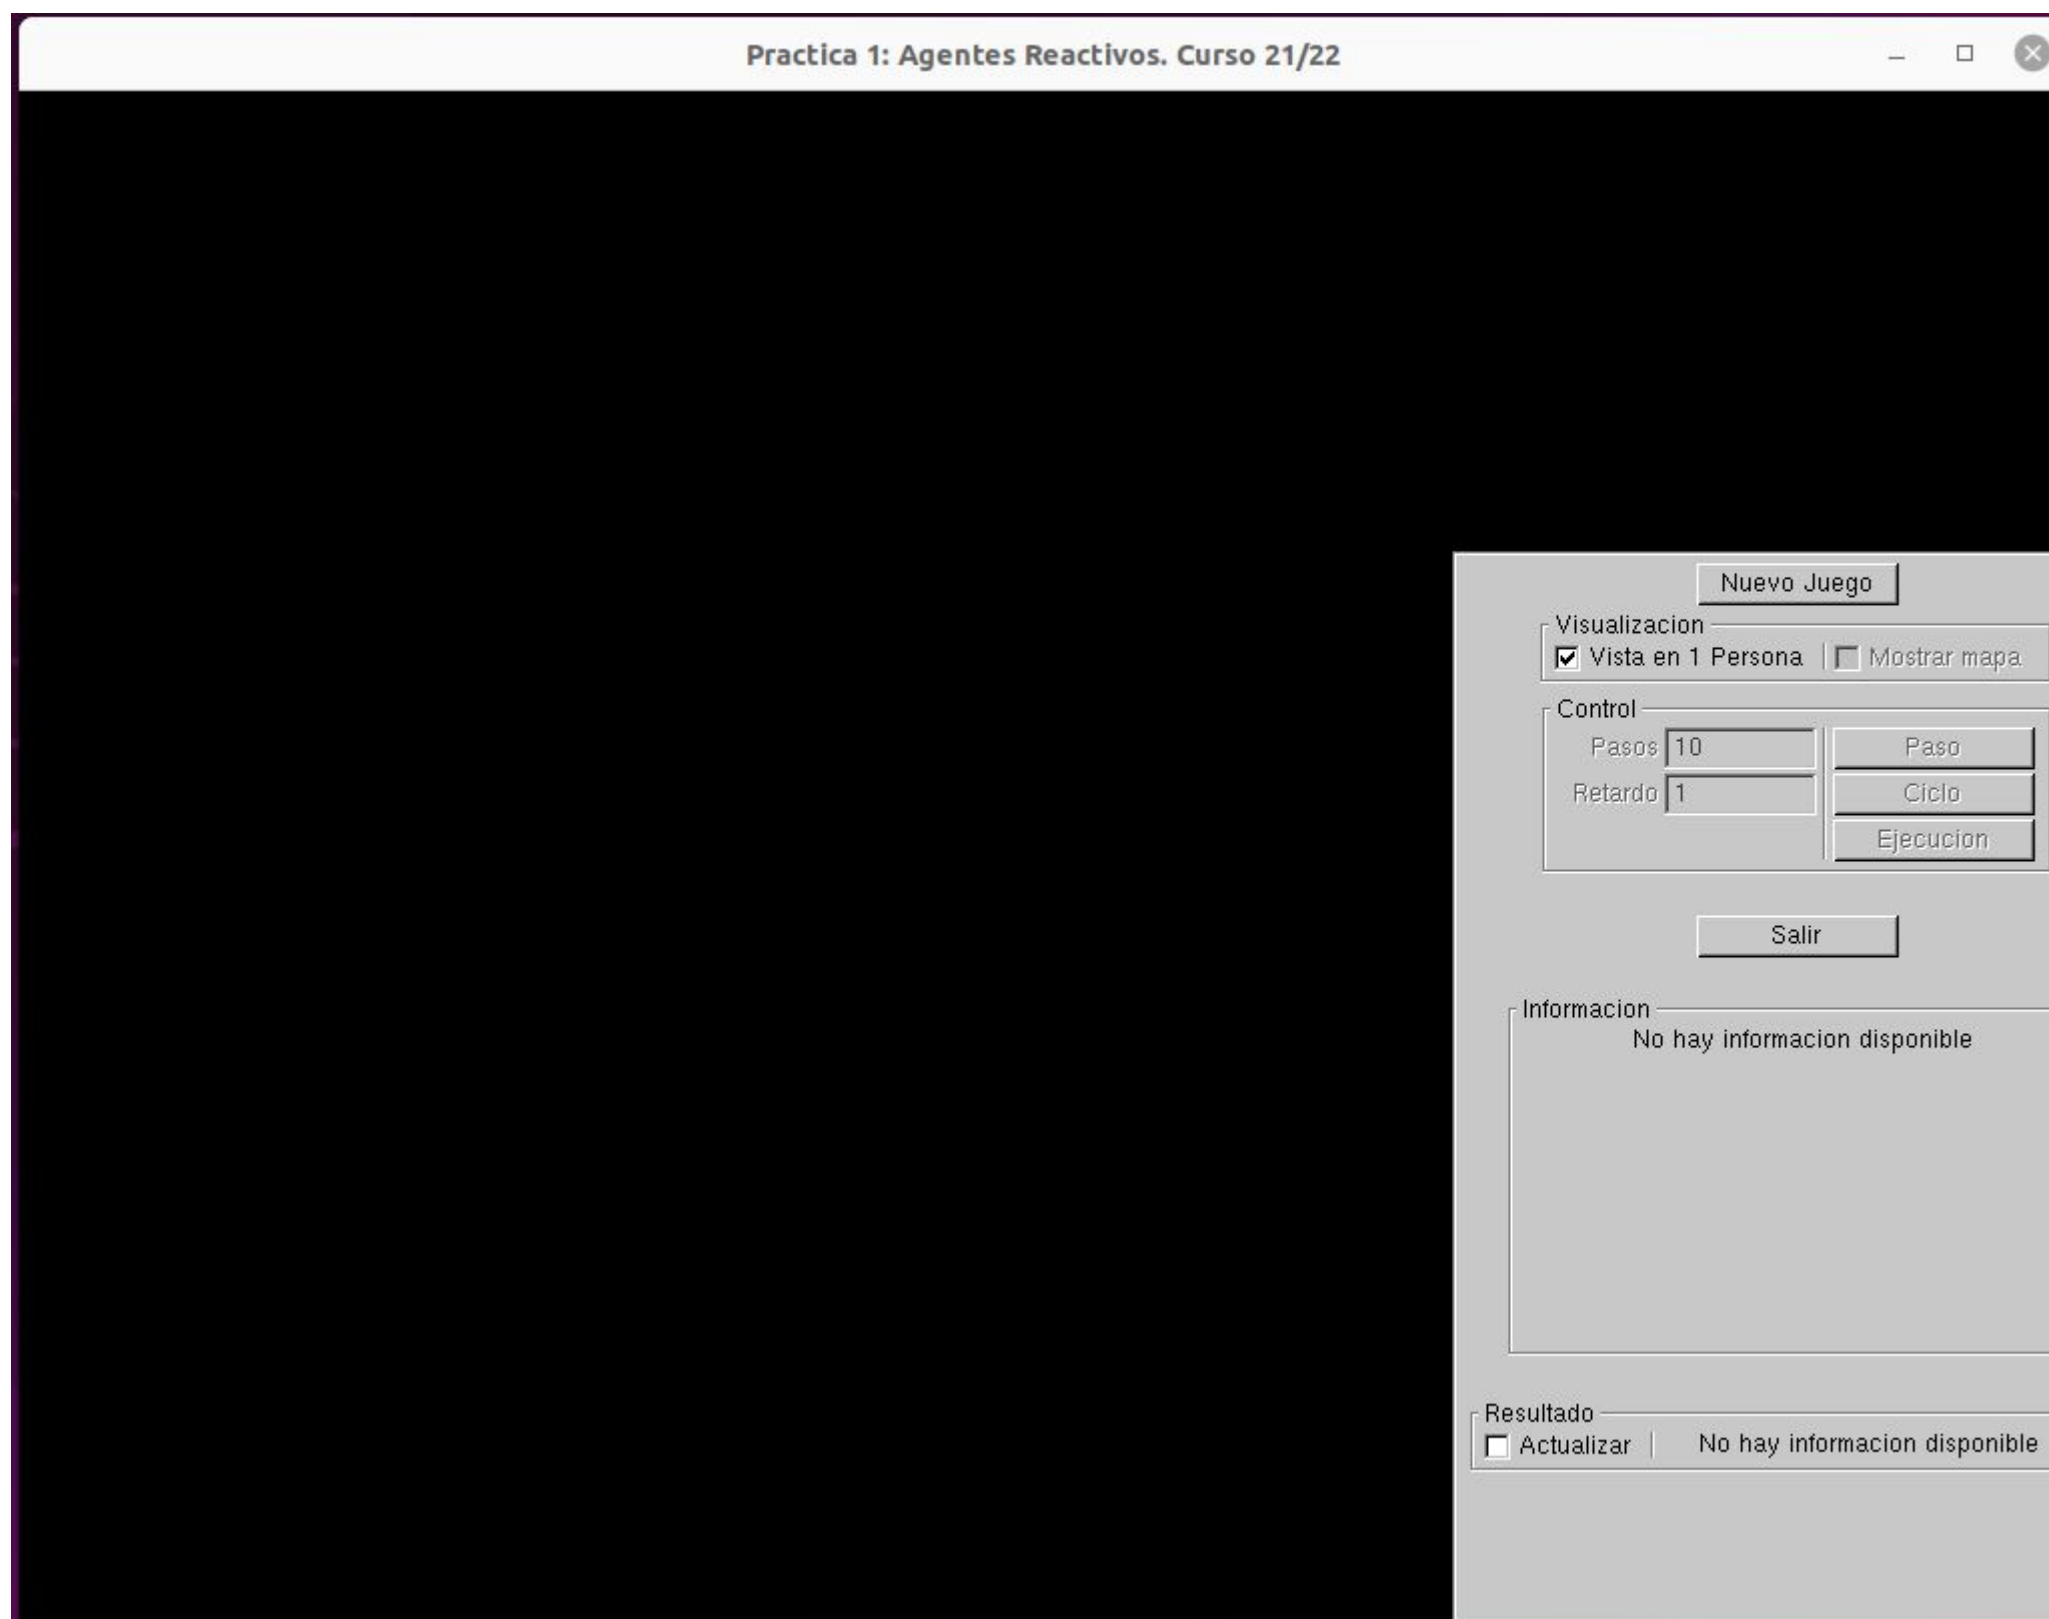 Practica 1: Agentes Reactivos. Curso 21/22
Nuevo Juego
Visualizacion
Vista en 1 Persona
Mostrar mapa
Control
Pasos 10
Paso
Retardo 1
Ciclo
Ejecucion
Salir
Informacion
No hay informacion disponible
Resultado
Actualizar
No hay informacion disponible